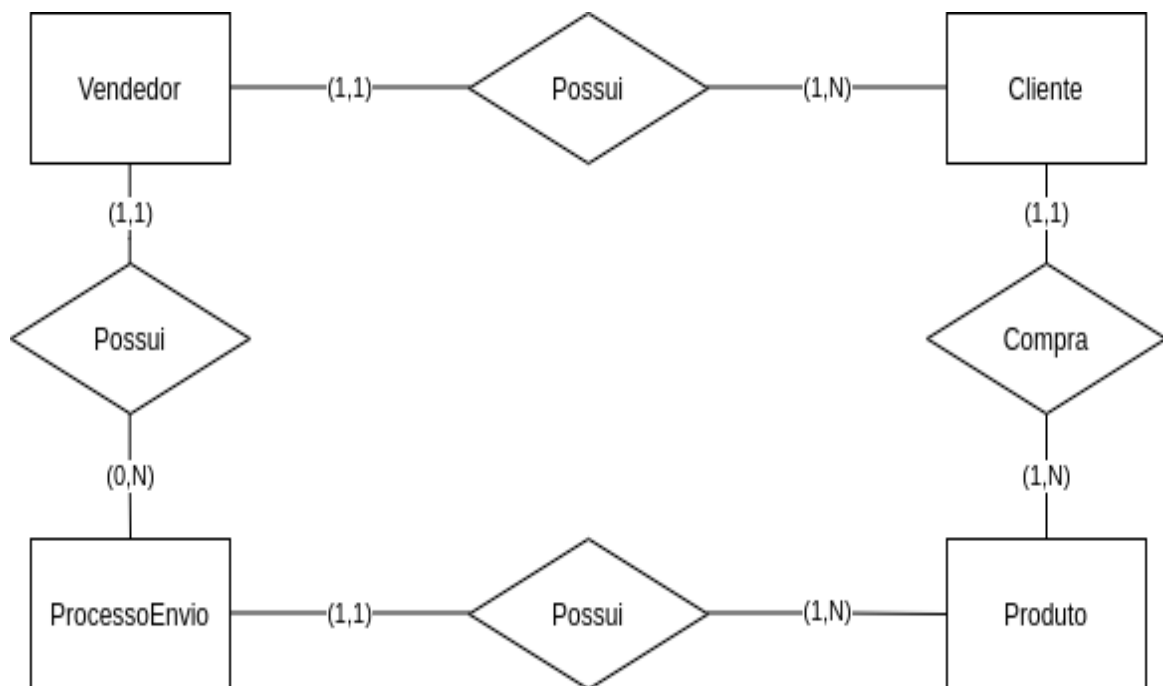 Vendedor
(1,1)
Possui
(1,N)
Cliente
(1,1)
(1,1)
Possui
Compra
(0,N)
(1,N)
ProcessoEnvio
(1,1)
Possui
(1,N)
Produto